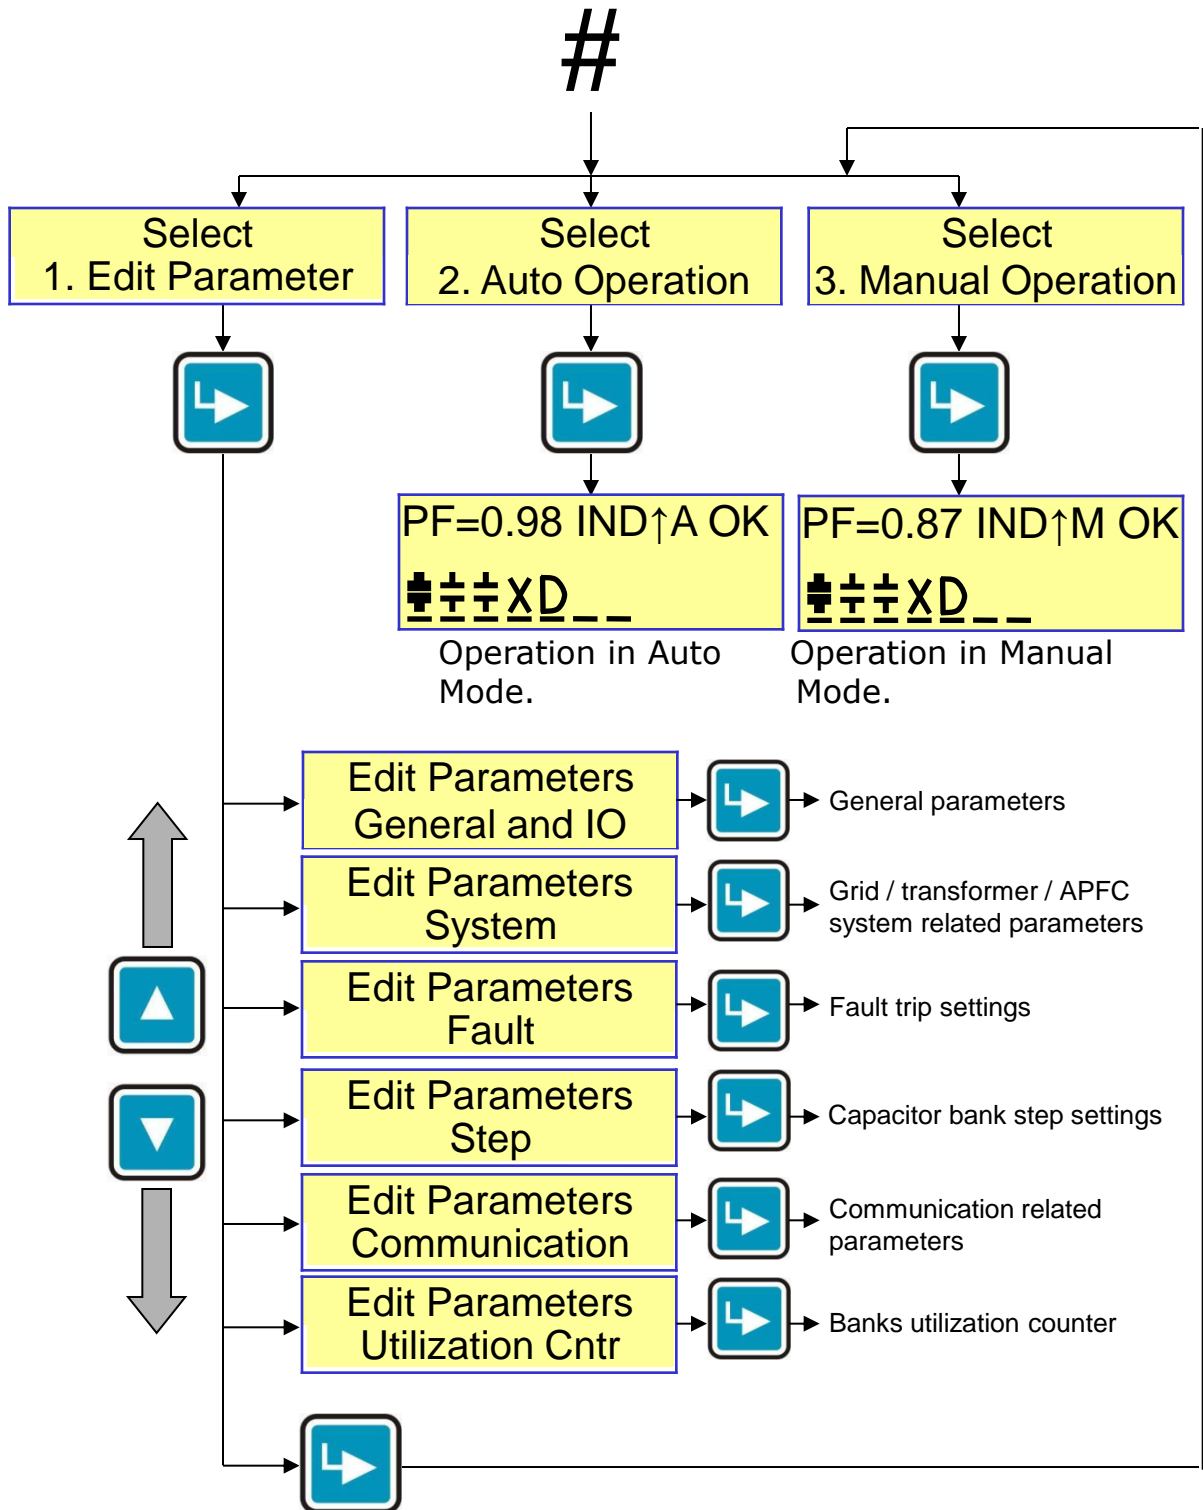 #
Select
1. Edit Parameter
Select
2. Auto Operation
Select
3. Manual Operation
PF=0.98 IND↑A OK
XD_ _
Operation in Auto
Mode.
PF=0.87 IND↑M OK
XD_ _
Operation in Manual
Mode.
Edit Parameters
General and IO
General parameters
Edit Parameters
System
Grid / transformer / APFC
system related parameters
Edit Parameters
Fault
Fault trip settings
Edit Parameters
Step
Capacitor bank step settings
Edit Parameters
Communication
Communication related
parameters
Edit Parameters
Utilization Cntr
Banks utilization counter